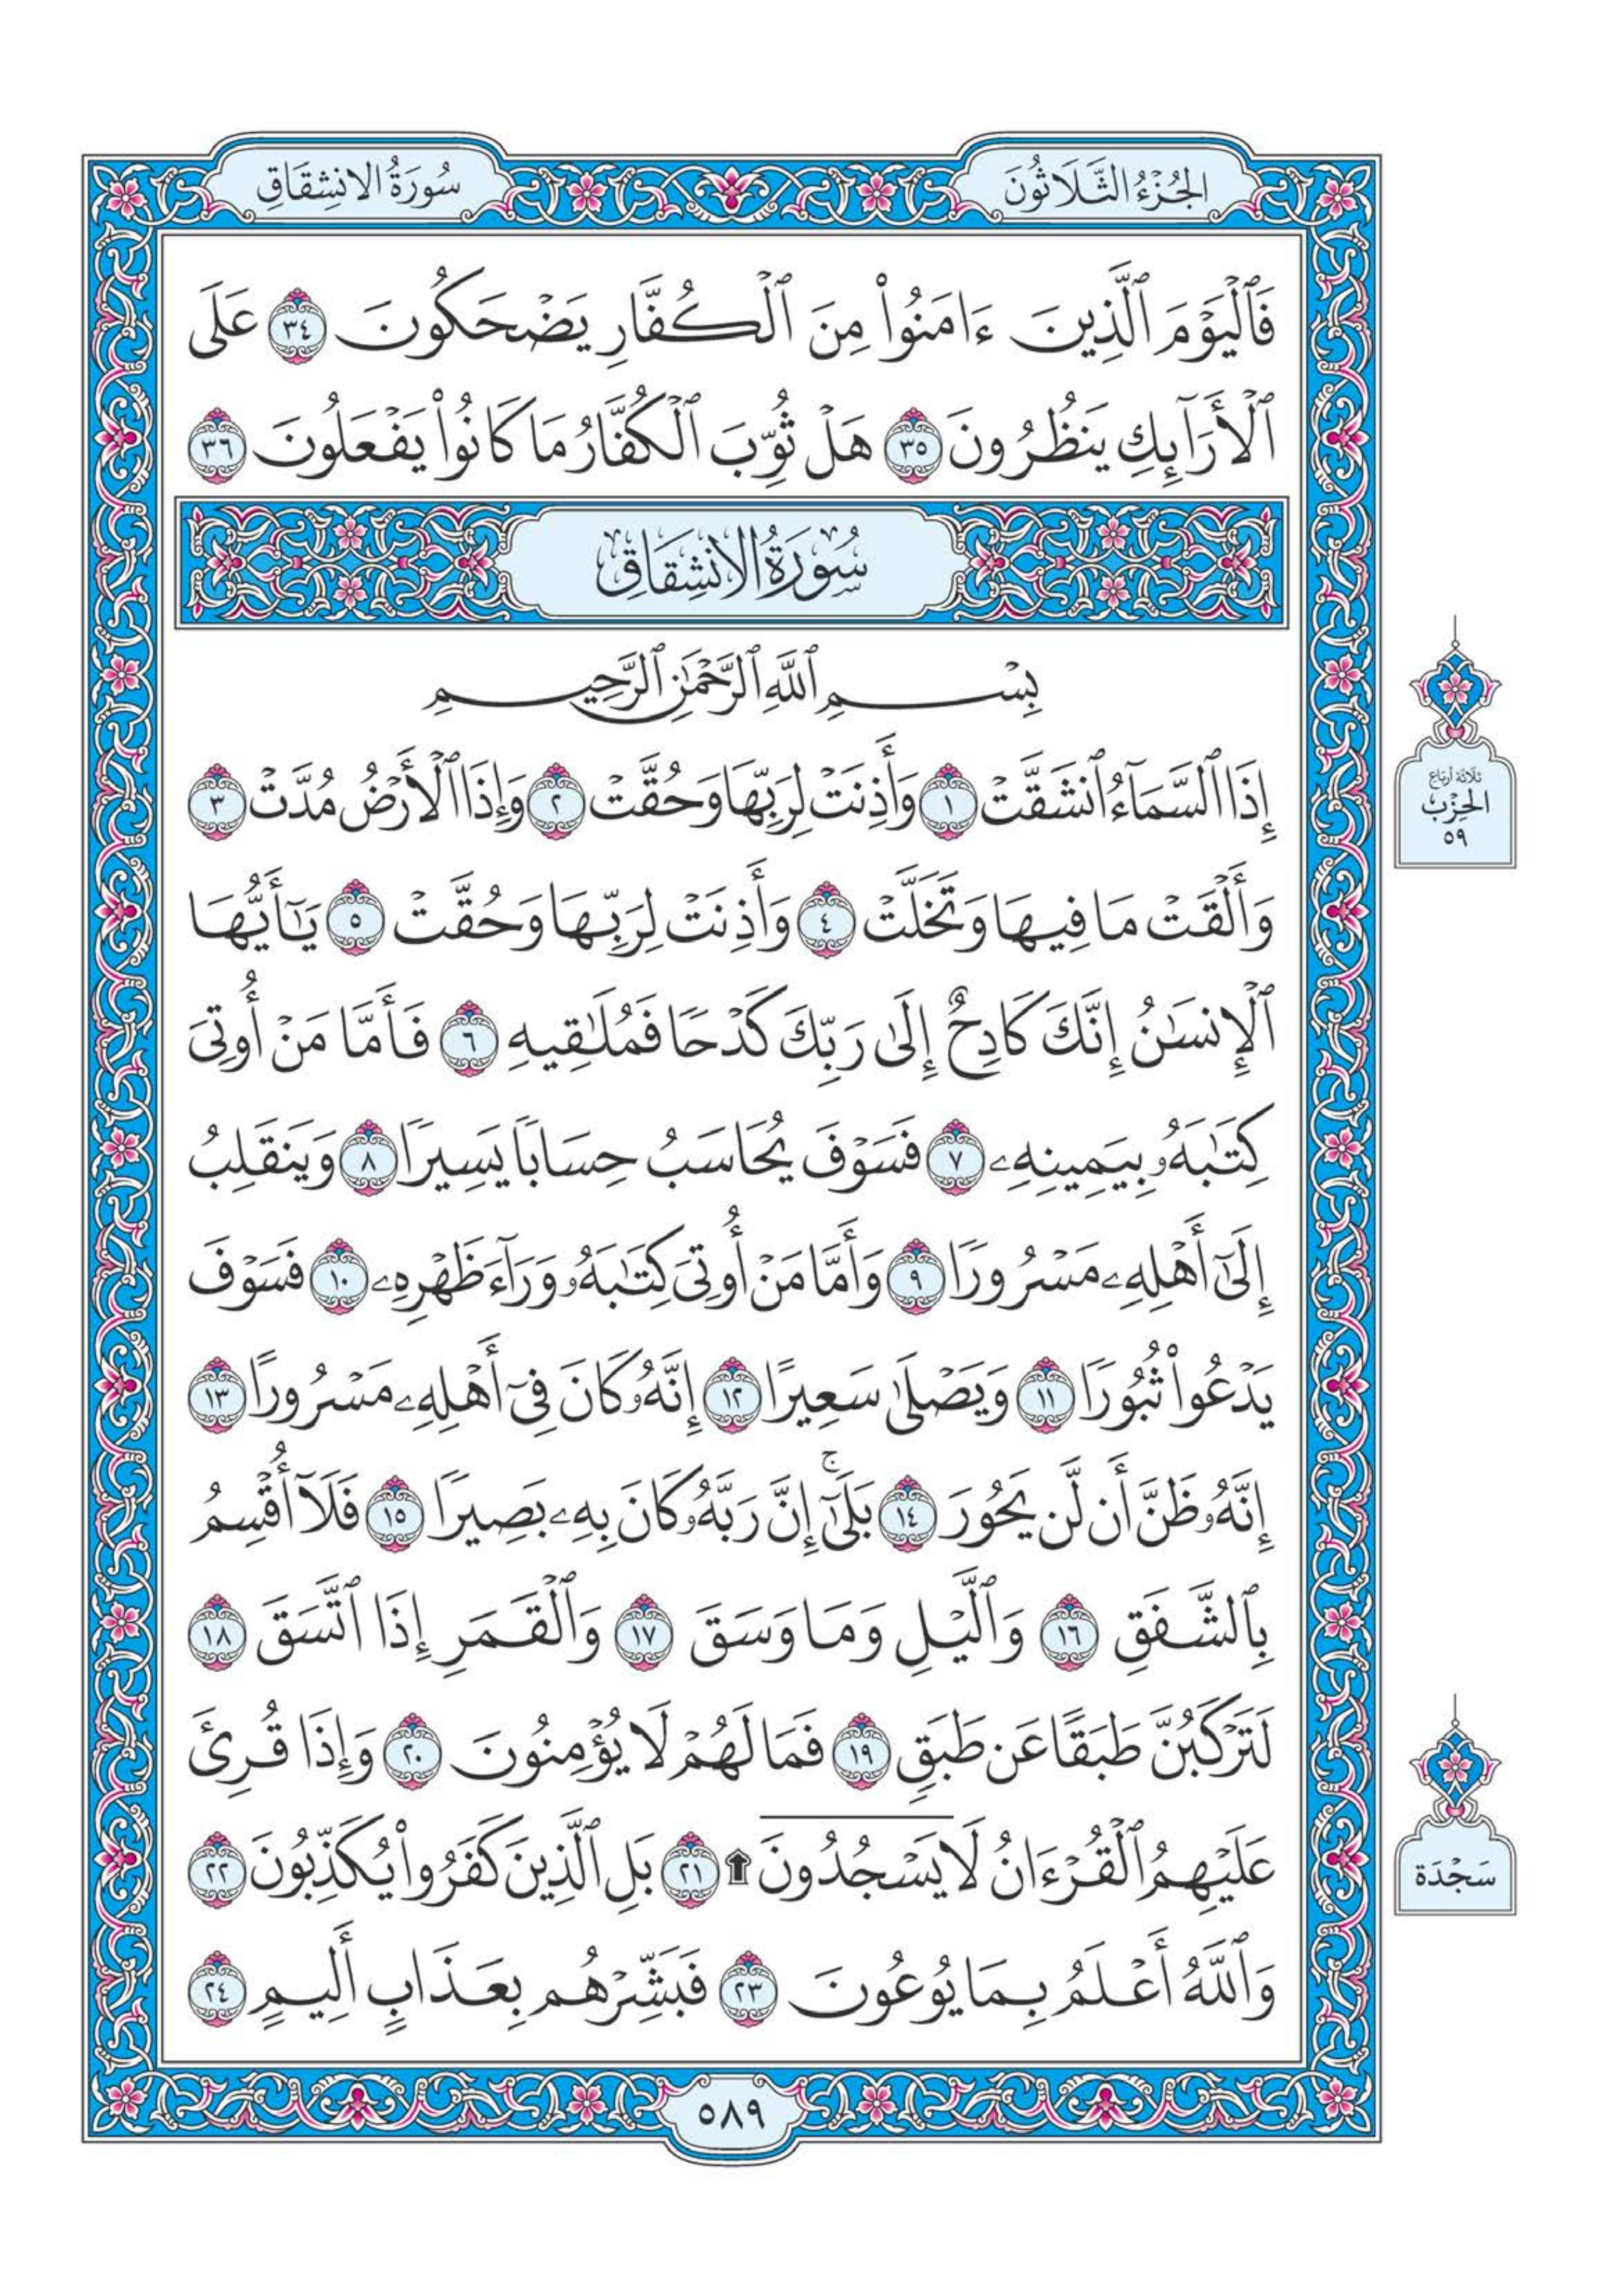 الجُزْءُ الثَّلَاثُونَ
سُورَةُ الانشِقَاقِ
فَٱلْيَوْمَ ٱلَّذِينَ ءَامَنُوا۟ مِنَ ٱلْكُفَّارِ يَضْحَكُونَ ٣٤ عَلَى
ٱلْأَرَآئِكِ يَنظُرُونَ ٣٥ هَلْ ثُوِّبَ ٱلْكُفَّارُ مَا كَانُوا۟ يَفْعَلُونَ ٣٦
سُورَةُ الانشِقَاقِ
بِسْمِ ٱللَّهِ ٱلرَّحْمَٰنِ ٱلرَّحِيمِ
إِذَا ٱلسَّمَآءُ ٱنشَقَّتْ ١ وَأَذِنَتْ لِرَبِّهَا وَحُقَّتْ ٢ وَإِذَا ٱلْأَرْضُ مُدَّتْ ٣
وَأَلْقَتْ مَا فِيهَا وَتَخَلَّتْ ٤ وَأَذِنَتْ لِرَبِّهَا وَحُقَّتْ ٥ يَٰٓأَيُّهَا
ٱلْإِنسَٰنُ إِنَّكَ كَادِحٌ إِلَىٰ رَبِّكَ كَدْحًا فَمُلَٰقِيهِ ٦ فَأَمَّا مَنْ أُوتِىَ
كِتَٰبَهُۥ بِيَمِينِهِۦ ٧ فَسَوْفَ يُحَاسَبُ حِسَابًا يَسِيرًا ٨ وَيَنقَلِبُ
إِلَىٰٓ أَهْلِهِۦ مَسْرُورًا ٩ وَأَمَّا مَنْ أُوتِىَ كِتَٰبَهُۥ وَرَآءَ ظَهْرِهِۦ ١٠ فَسَوْفَ
يَدْعُوا۟ ثُبُورًا ١١ وَيَصْلَىٰ سَعِيرًا ١٢ إِنَّهُۥ كَانَ فِىٓ أَهْلِهِۦ مَسْرُورًا ١٣
إِنَّهُۥ ظَنَّ أَن لَّن يَحُورَ ١٤ بَلَىٰٓۚ إِنَّ رَبَّهُۥ كَانَ بِهِۦ بَصِيرًا ١٥ فَلَآ أُقْسِمُ
بِٱلشَّفَقِ ١٦ وَٱلَّيْلِ وَمَا وَسَقَ ١٧ وَٱلْقَمَرِ إِذَا ٱتَّسَقَ ١٨
لَتَرْكَبُنَّ طَبَقًا عَن طَبَقٍ ١٩ فَمَا لَهُمْ لَا يُؤْمِنُونَ ٢٠ وَإِذَا قُرِئَ
عَلَيْهِمُ ٱلْقُرْءَانُ لَا يَسْجُدُونَ ۩ ٢١ بَلِ ٱلَّذِينَ كَفَرُوا۟ يُكَذِّبُونَ ٢٢
وَٱللَّهُ أَعْلَمُ بِمَا يُوعُونَ ٢٣ فَبَشِّرْهُم بِعَذَابٍ أَلِيمٍ ٢٤
ثلاثة أرباع
الحِزْب
٥٩
سَجْدَة
٥٨٩